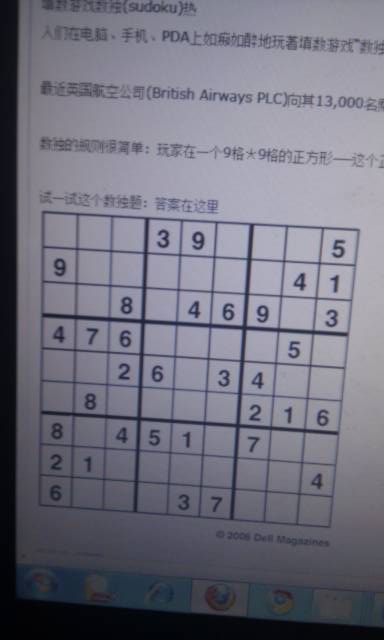 填数游戏数独(sudoku)热
人们在电脑、手机、PDA上如痴如醉地玩着填数游戏"数独
最近英国航空公司(British Airways PLC)向其13,000名
数独的规则很简单：玩家在一个9格*9格的正方形──这个正
试一试这个数独题：答案在这里
3 9 5
9 4 1
8 4 6 9 3
4 7 6 5
2 6 3 4
8 2 1 6
8 4 5 1 7
2 1 4
6 3 7
© 2006 Dell Magazines